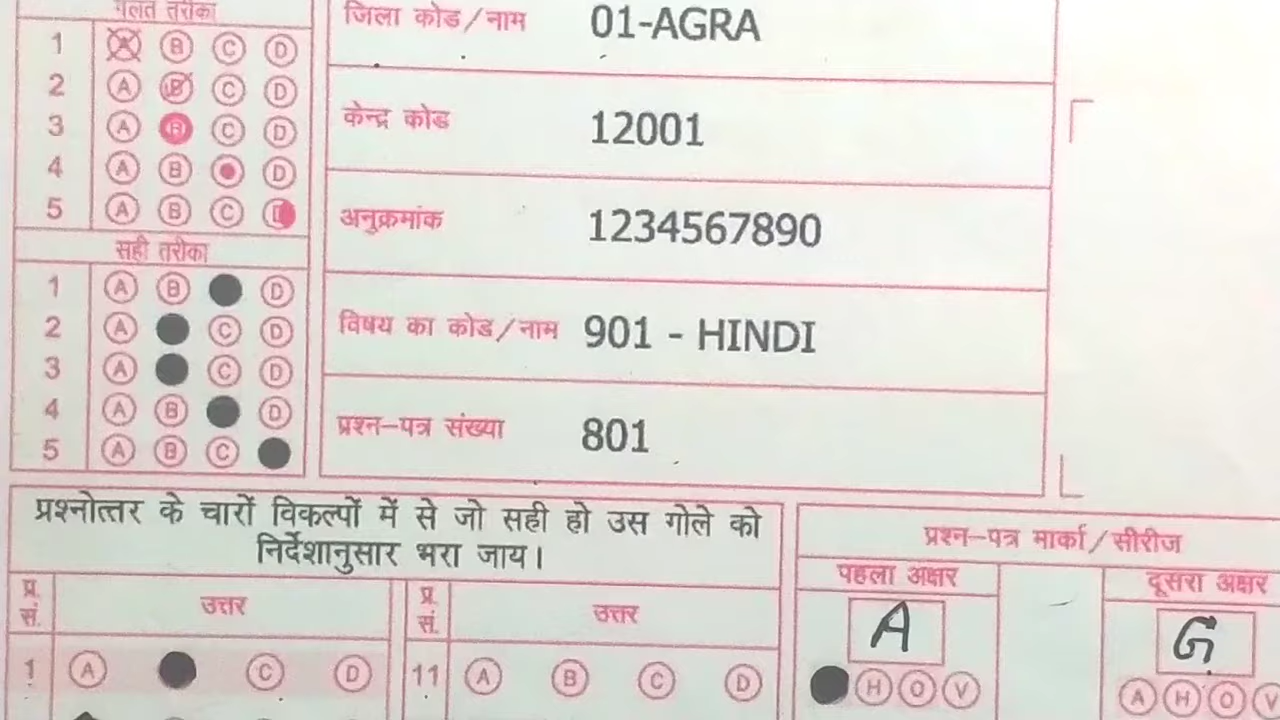 गलत तरीका
1 A B C D
2 A B C D
3 A B C D
4 A B C D
5 A B C D
सही तरीका
1 A B D
2 A C D
3 A C D
4 A B D
5 A B C
जिला कोड/नाम 01-AGRA
केन्द्र कोड 12001
अनुक्रमांक 1234567890
विषय का कोड/नाम 901 - HINDI
प्रश्न-पत्र संख्या 801
प्रश्नोत्तर के चारों विकल्पों में से जो सही हो उस गोले को
निर्देशानुसार भरा जाय।
प्र. सं. उत्तर
1 A C D
प्र. सं. उत्तर
11 A B C D
प्रश्न-पत्र मार्का/सीरीज
पहला अक्षर दूसरा अक्षर
A G
H O V A H O V